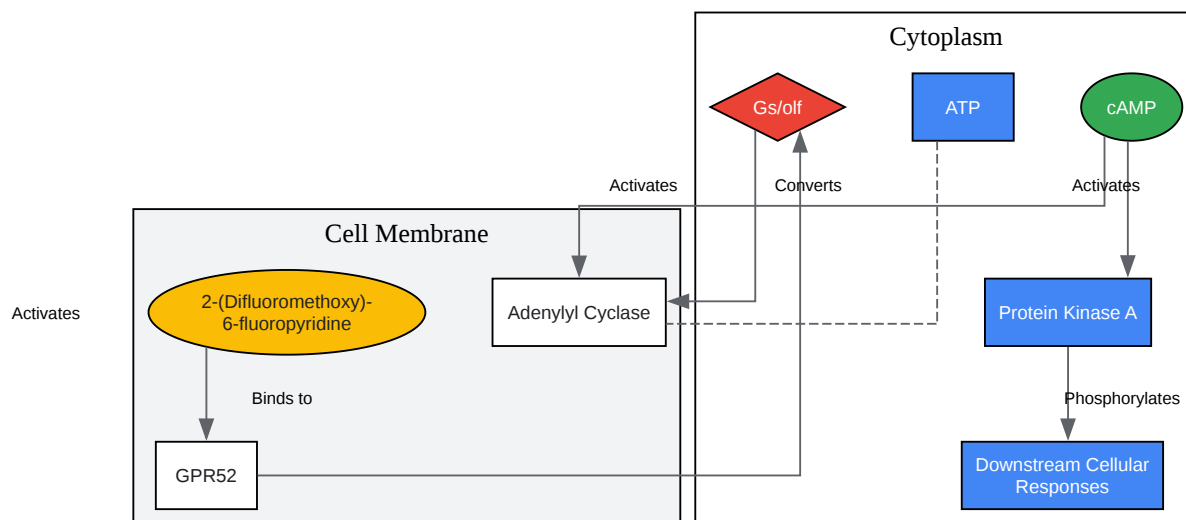 Cytoplasm
Gs/olf
ATP
cAMP
Activates
Converts
Activates
Cell Membrane
2-(Difluoromethoxy)-
6-fluoropyridine
Adenylyl Cyclase
Protein Kinase A
Activates
Binds to
Phosphorylates
GPR52
Downstream Cellular
Responses